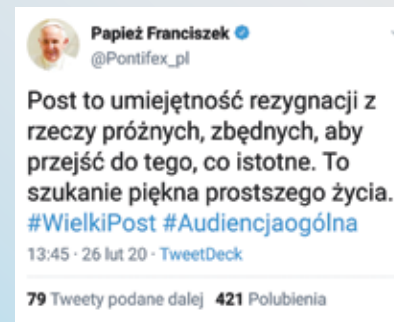 Papież Franciszek
@Pontifex_pl
Post to umiejętność rezygnacji z
rzeczy próżnych, zbędnych, aby
przejść do tego, co istotne. To
szukanie piękna prostszego życia.
#WielkiPost #Audiencjaogólna
13:45 · 26 lut 20 · TweetDeck
79 Tweety podane dalej 421 Polubienia